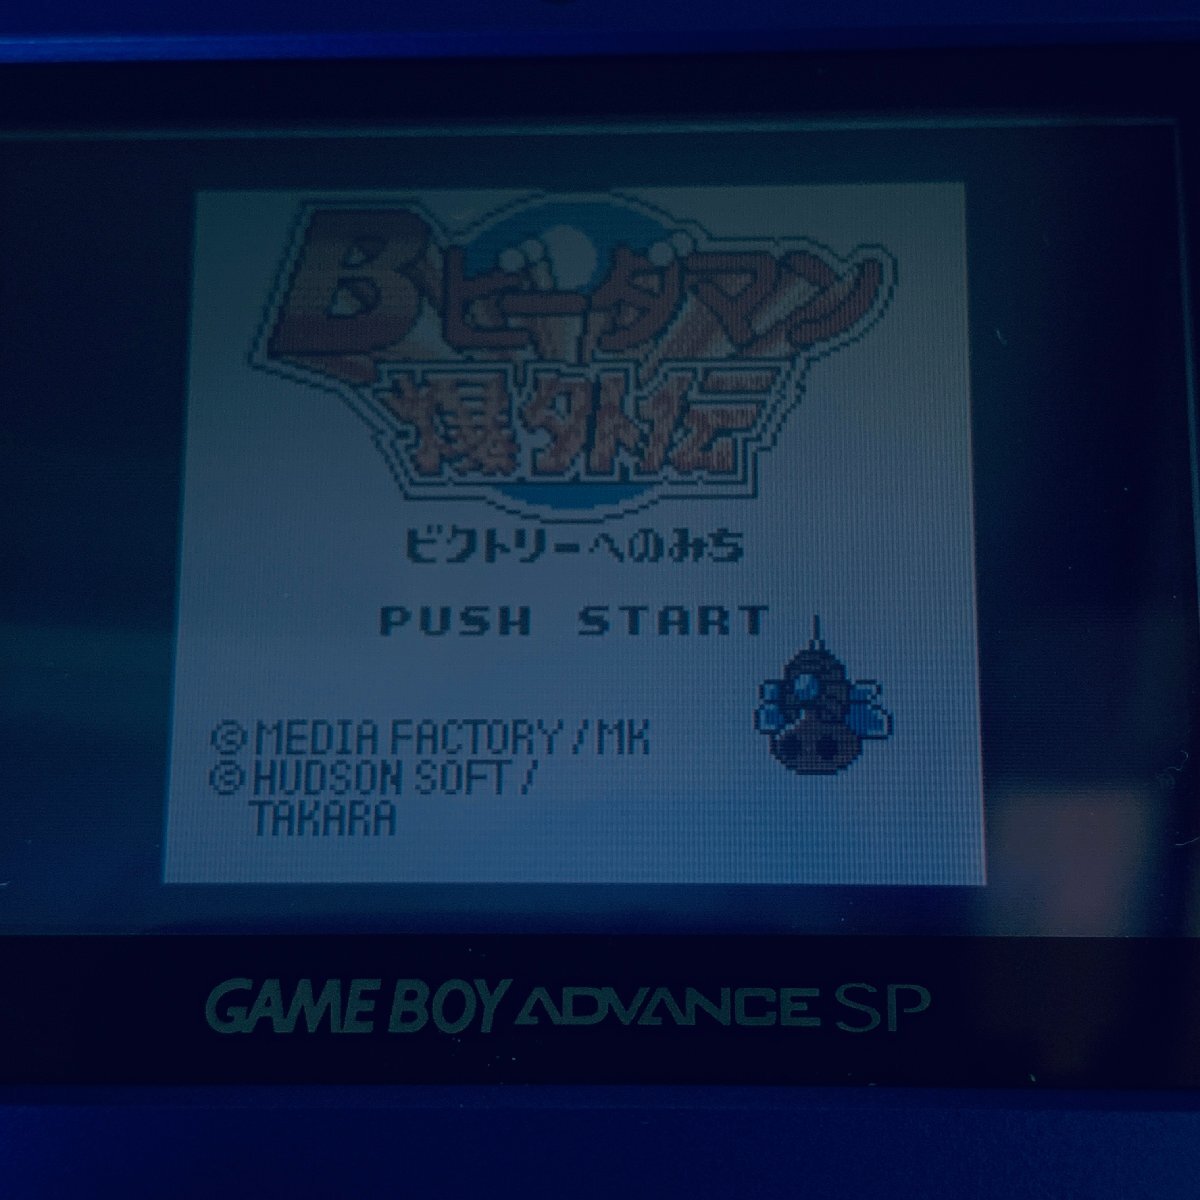 Bビーダマン
爆外伝
ビクトリーへのみち
PUSH START
©MEDIA FACTORY/MK
©HUDSON SOFT/
TAKARA
GAME BOY ADVANCE SP